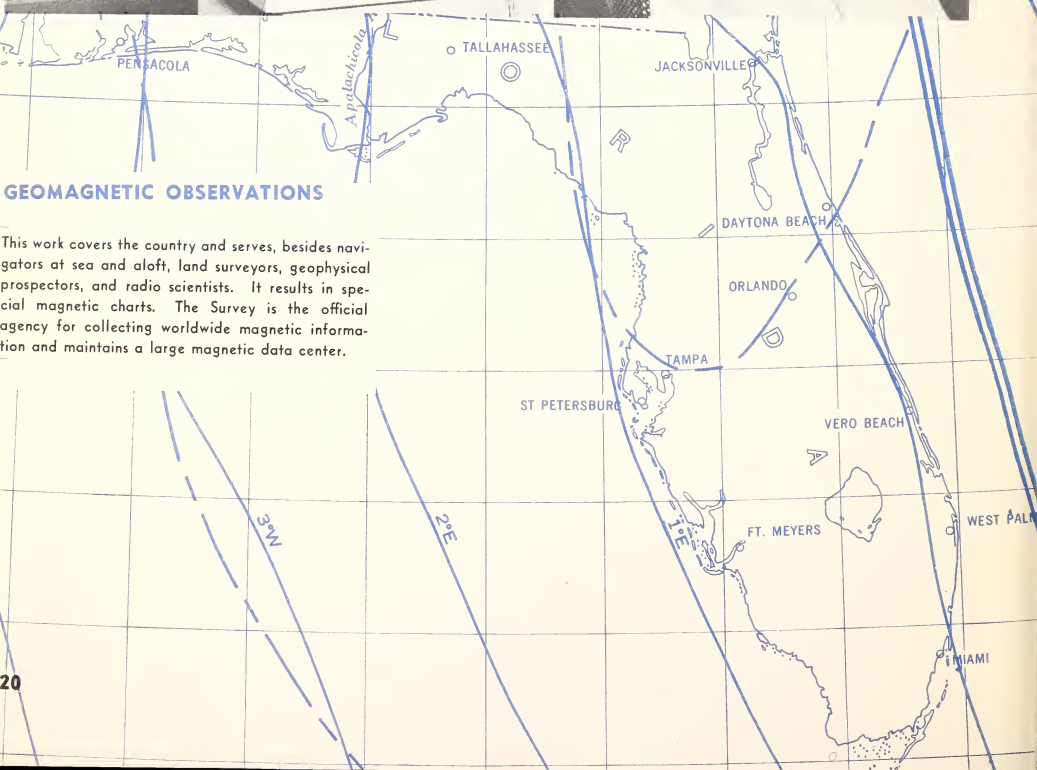 TALLAHASSEE
PENSACOLA
Apalachicola
JACKSONVILLE
F
L
O
R
I
D
A
GEOMAGNETIC OBSERVATIONS
This work covers the country and serves, besides navi-
gators at sea and aloft, land surveyors, geophysical
prospectors, and radio scientists. It results in spe-
cial magnetic charts. The Survey is the official
agency for collecting worldwide magnetic informa-
tion and maintains a large magnetic data center.
DAYTONA BEACH
ORLANDO
TAMPA
ST PETERSBURG
VERO BEACH
3°W
2°E
1°E
FT. MEYERS
WEST PALM
MIAMI
20